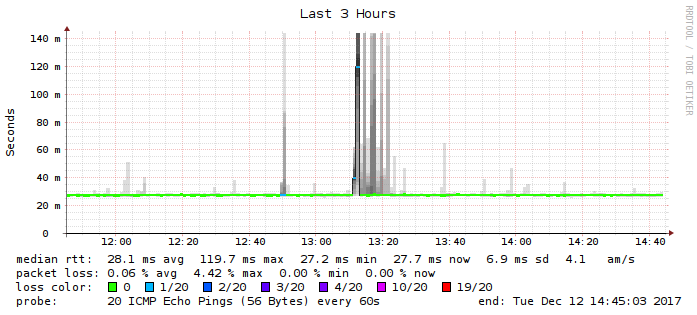 Last 3 Hours
RRDTOOL / TOBI OETIKER
Seconds
140 m
120 m
100 m
80 m
60 m
40 m
20 m
0
12:00 12:20 12:40 13:00 13:20 13:40 14:00 14:20 14:40
median rtt: 28.1 ms avg 119.7 ms max 27.2 ms min 27.7 ms now 6.9 ms sd 4.1 am/s
packet loss: 0.06 % avg 4.42 % max 0.00 % min 0.00 % now
loss color: 0 1/20 2/20 3/20 4/20 10/20 19/20
probe: 20 ICMP Echo Pings (56 Bytes) every 60s end: Tue Dec 12 14:45:03 2017